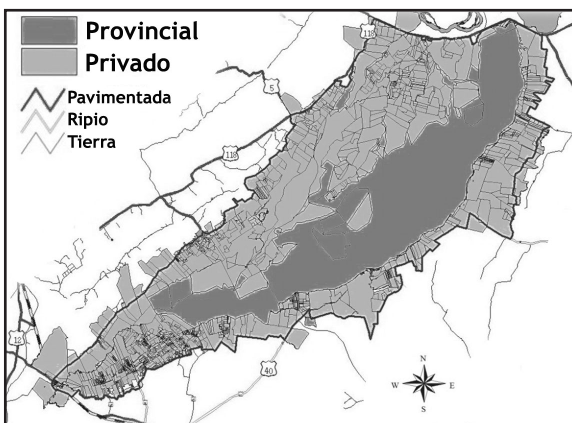 Provincial
Privado
Pavimentada
Ripio
Tierra
118
5
118
12
40
N
W E
S